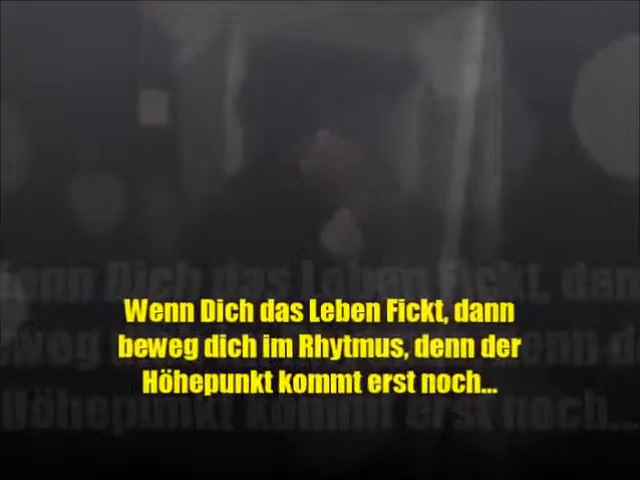 Wenn Dich das Leben Fickt, dann
beweg dich im Rhytmus, denn der
Höhepunkt kommt erst noch...